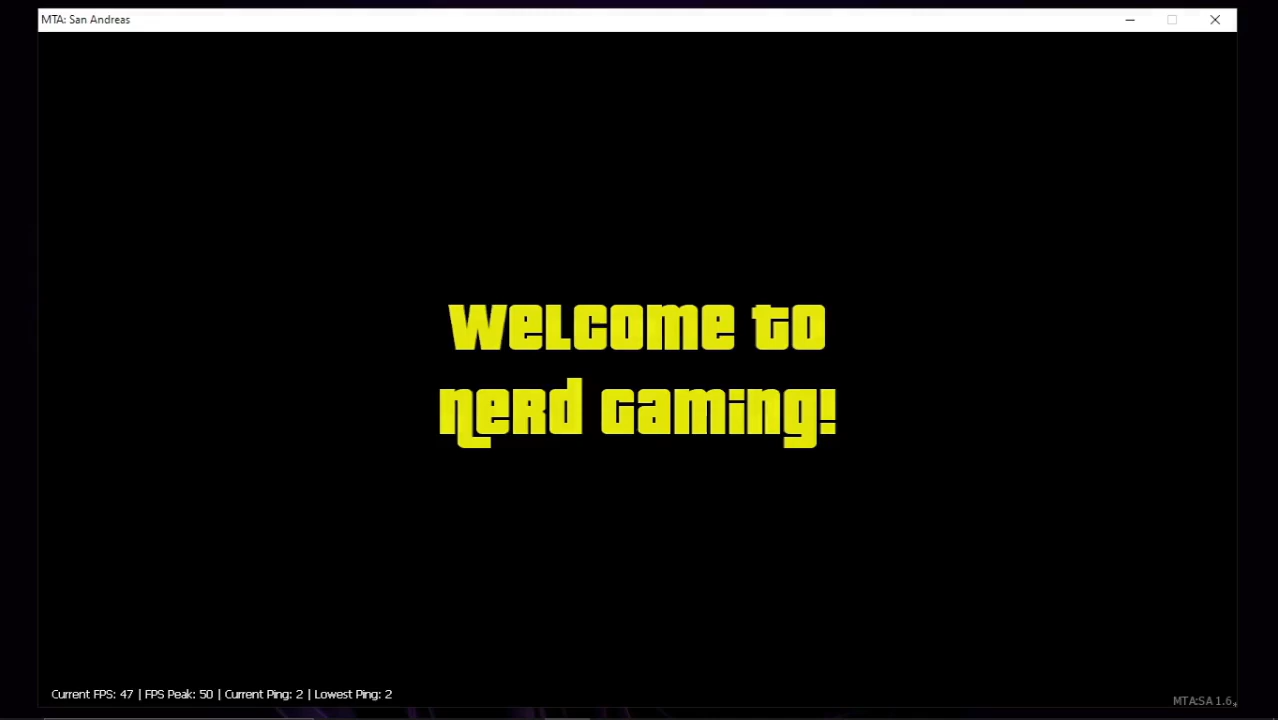 MTA: San Andreas
Welcome to
Nerd Gaming!
Current FPS: 47 | FPS Peak: 50 | Current Ping: 2 | Lowest Ping: 2
MTA:SA 1.6